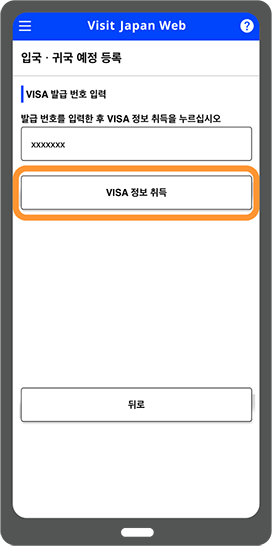 Visit Japan Web
?
입국 · 귀국 예정 등록
VISA 발급 번호 입력
발급 번호를 입력한 후 VISA 정보 취득을 누르십시오
xxxxxxx
VISA 정보 취득
뒤로